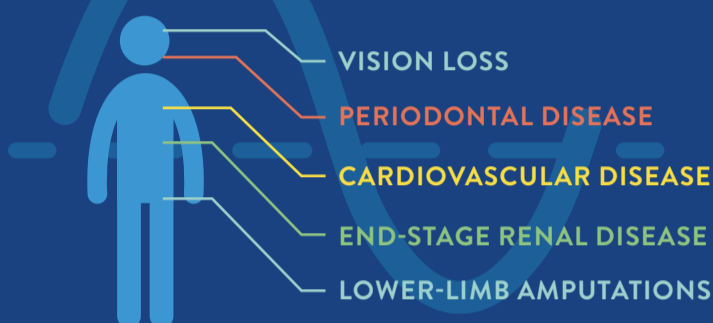 VISION LOSS
PERIODONTAL DISEASE
CARDIOVASCULAR DISEASE
END-STAGE RENAL DISEASE
LOWER-LIMB AMPUTATIONS